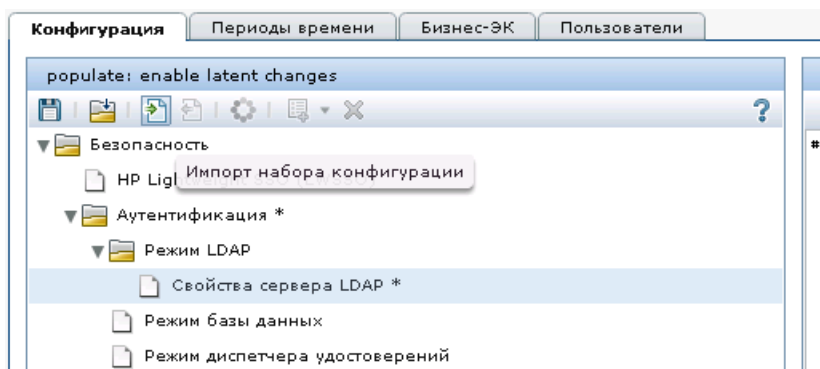 Конфигурация Периоды времени Бизнес-ЭК Пользователи
populate: enable latent changes
?
Безопасность
#
HP Lig
Импорт набора конфигурации
Аутентификация *
Режим LDAP
Свойства сервера LDAP *
Режим базы данных
Режим диспетчера удостоверений